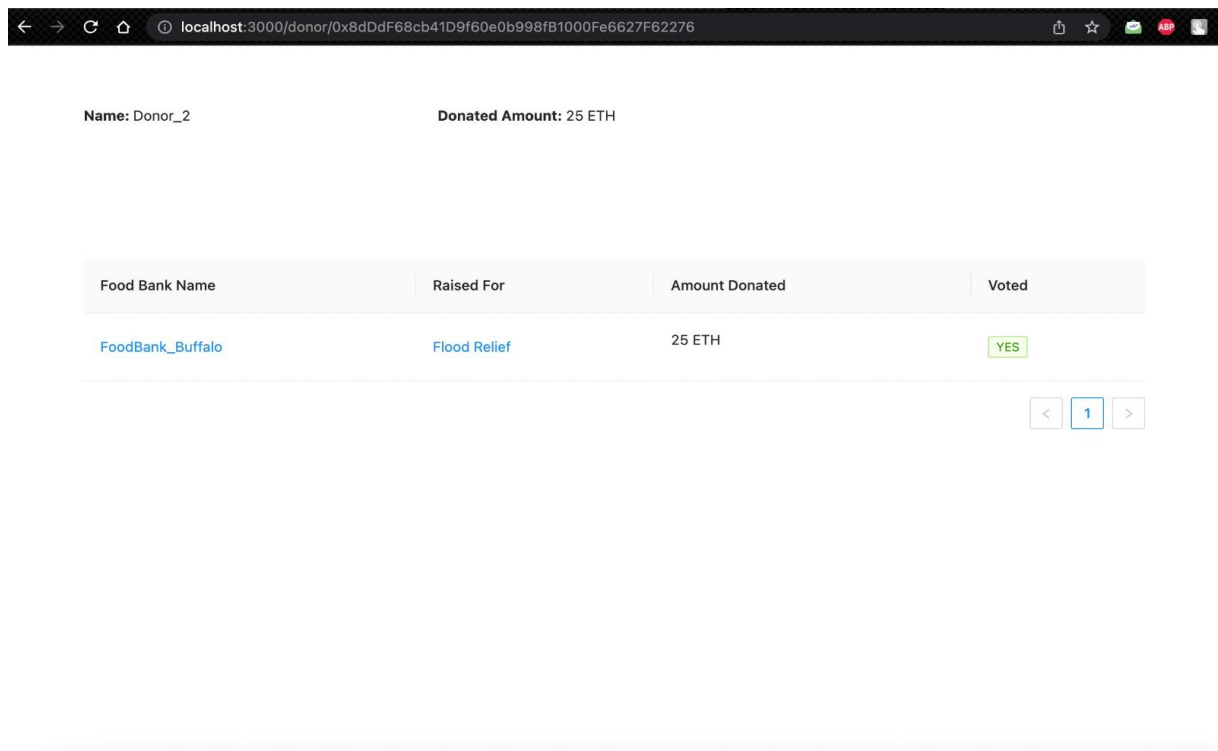 localhost:3000/donor/0x8dDdF68cb41D9f60e0b998fB1000Fe6627F62276
ABP
Name: Donor_2 Donated Amount: 25 ETH
Food Bank Name Raised For Amount Donated Voted
FoodBank_Buffalo Flood Relief 25 ETH YES
< 1 >